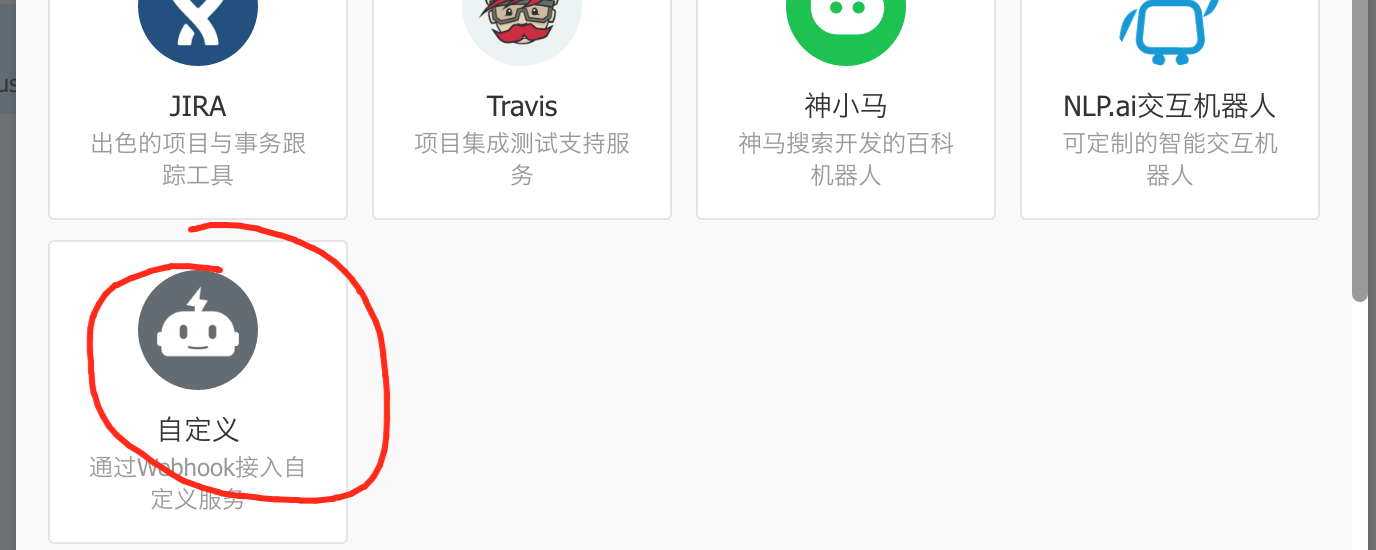 us
JIRA
出色的项目与事务跟
踪工具
Travis
项目集成测试支持服
务
神小马
神马搜索开发的百科
机器人
NLP.ai交互机器人
可定制的智能交互机
器人
自定义
通过Webhook接入自
定义服务